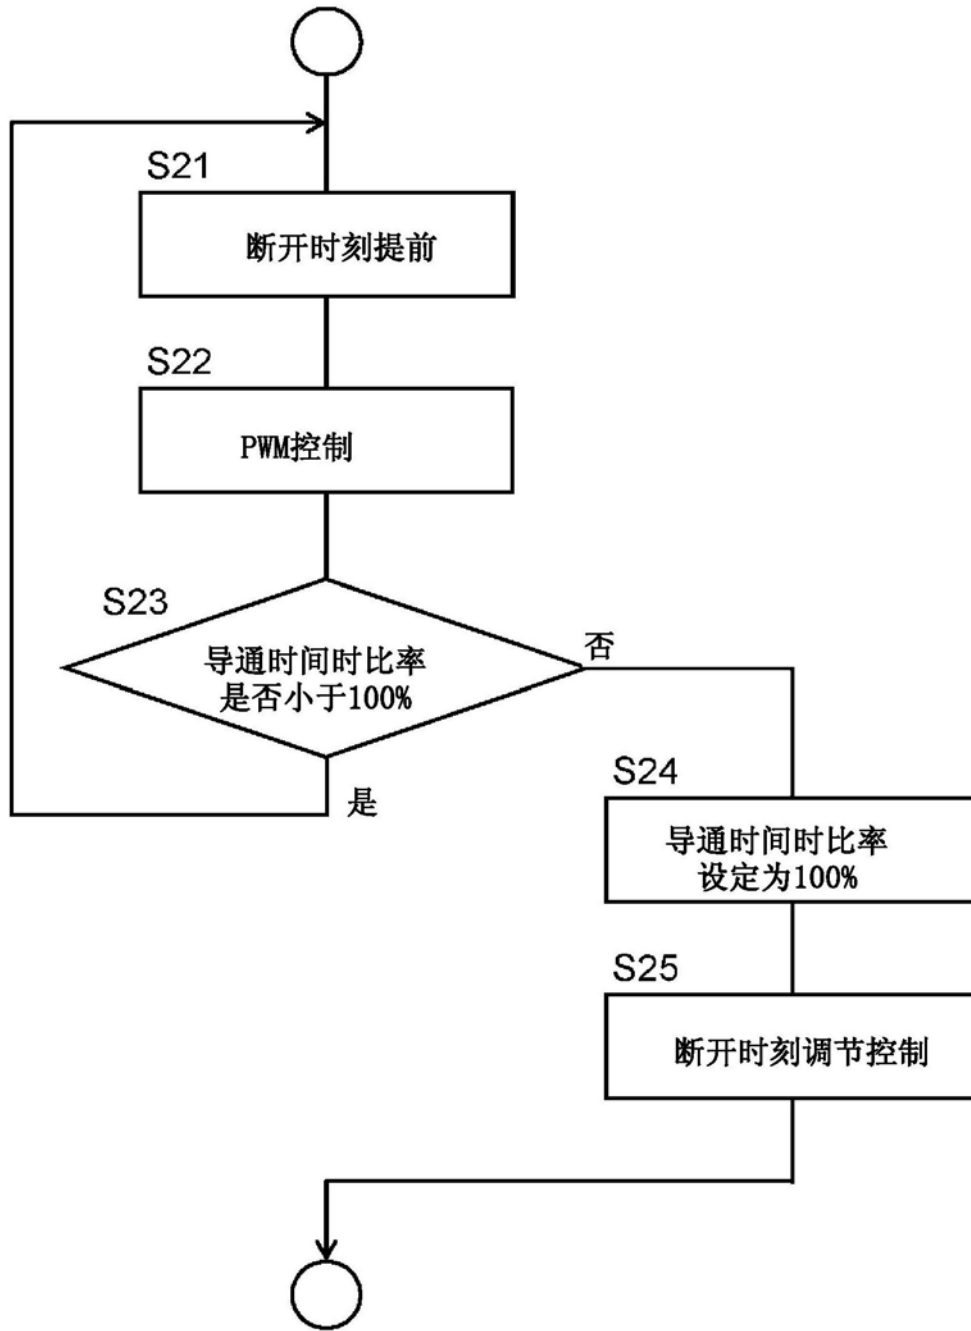 S21
断开时刻提前
S22
PWM控制
S23
导通时间时比率
是否小于100%
否
是
S24
导通时间时比率
设定为100%
S25
断开时刻调节控制